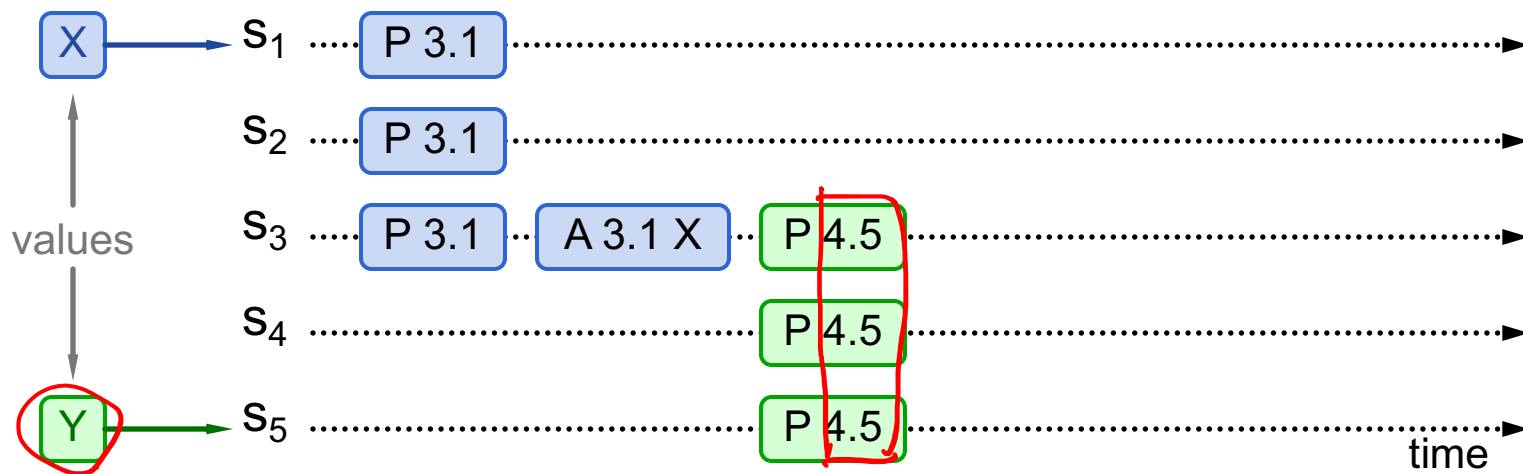 X s1 P 3.1
s2 P 3.1
values s3 P 3.1 A 3.1 X P 4.5
s4 P 4.5
Y s5 P 4.5
time